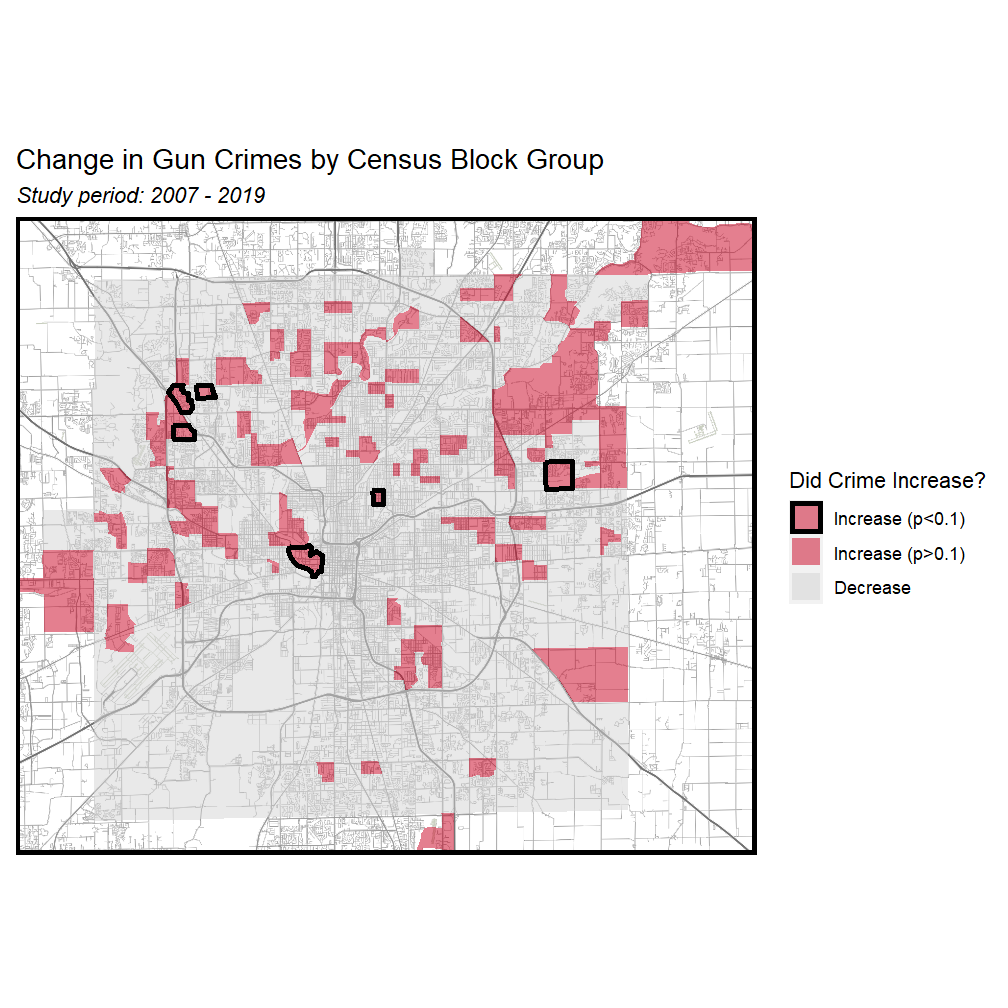 Change in Gun Crimes by Census Block Group
Study period: 2007 - 2019
Did Crime Increase?
Increase (p<0.1)
Increase (p>0.1)
Decrease